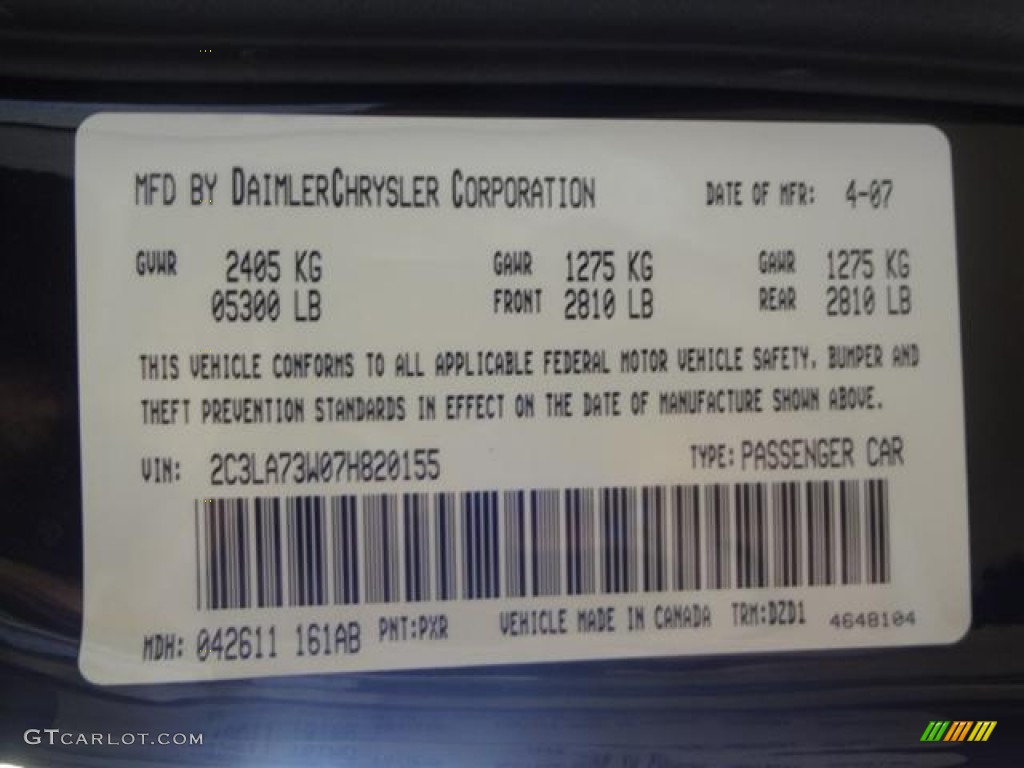 MFD BY DAIMLERCHRYSLER CORPORATION DATE OF MFR: 4-07
GVWR 2405 KG GAWR 1275 KG GAWR 1275 KG
05300 LB FRONT 2810 LB REAR 2810 LB
THIS VEHICLE CONFORMS TO ALL APPLICABLE FEDERAL MOTOR VEHICLE SAFETY, BUMPER AND
THEFT PREVENTION STANDARDS IN EFFECT ON THE DATE OF MANUFACTURE SHOWN ABOVE.
VIN: 2C3LA73W07H820155 TYPE: PASSENGER CAR
MDH: 042611 161AB PNT:PXR VEHICLE MADE IN CANADA TRM:DZD1 4648104
GTCARLOT.COM